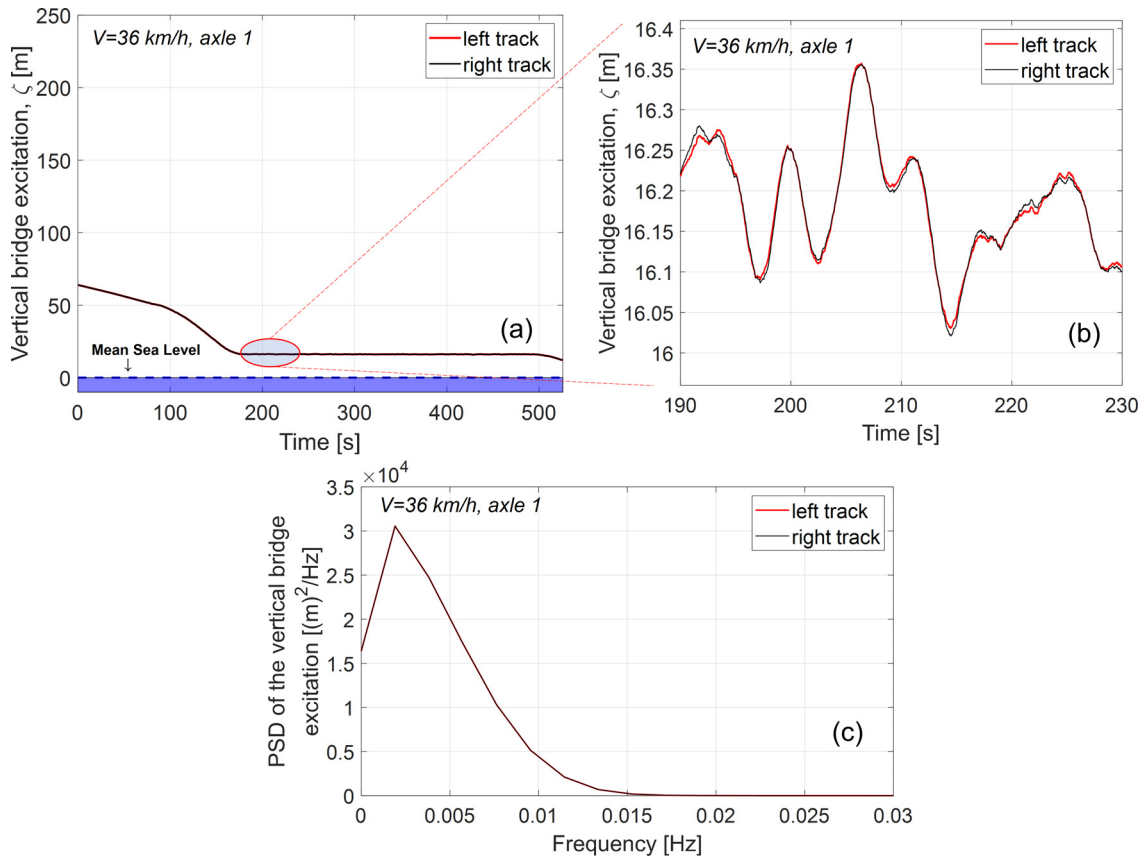 V=36 km/h, axle 1
left track
right track
Vertical bridge excitation, ζ [m]
250
200
150
100
50
0
Mean Sea Level
↓
(a)
0 100 200 300 400 500
Time [s]
V=36 km/h, axle 1
left track
right track
Vertical bridge excitation, ζ [m]
16.4
16.35
16.3
16.25
16.2
16.15
16.1
16.05
16
(b)
190 200 210 220 230
Time [s]
×10⁴
V=36 km/h, axle 1
left track
right track
PSD of the vertical bridge
excitation [(m)²/Hz]
3.5
3
2.5
2
1.5
1
0.5
0
(c)
0 0.005 0.01 0.015 0.02 0.025 0.03
Frequency [Hz]